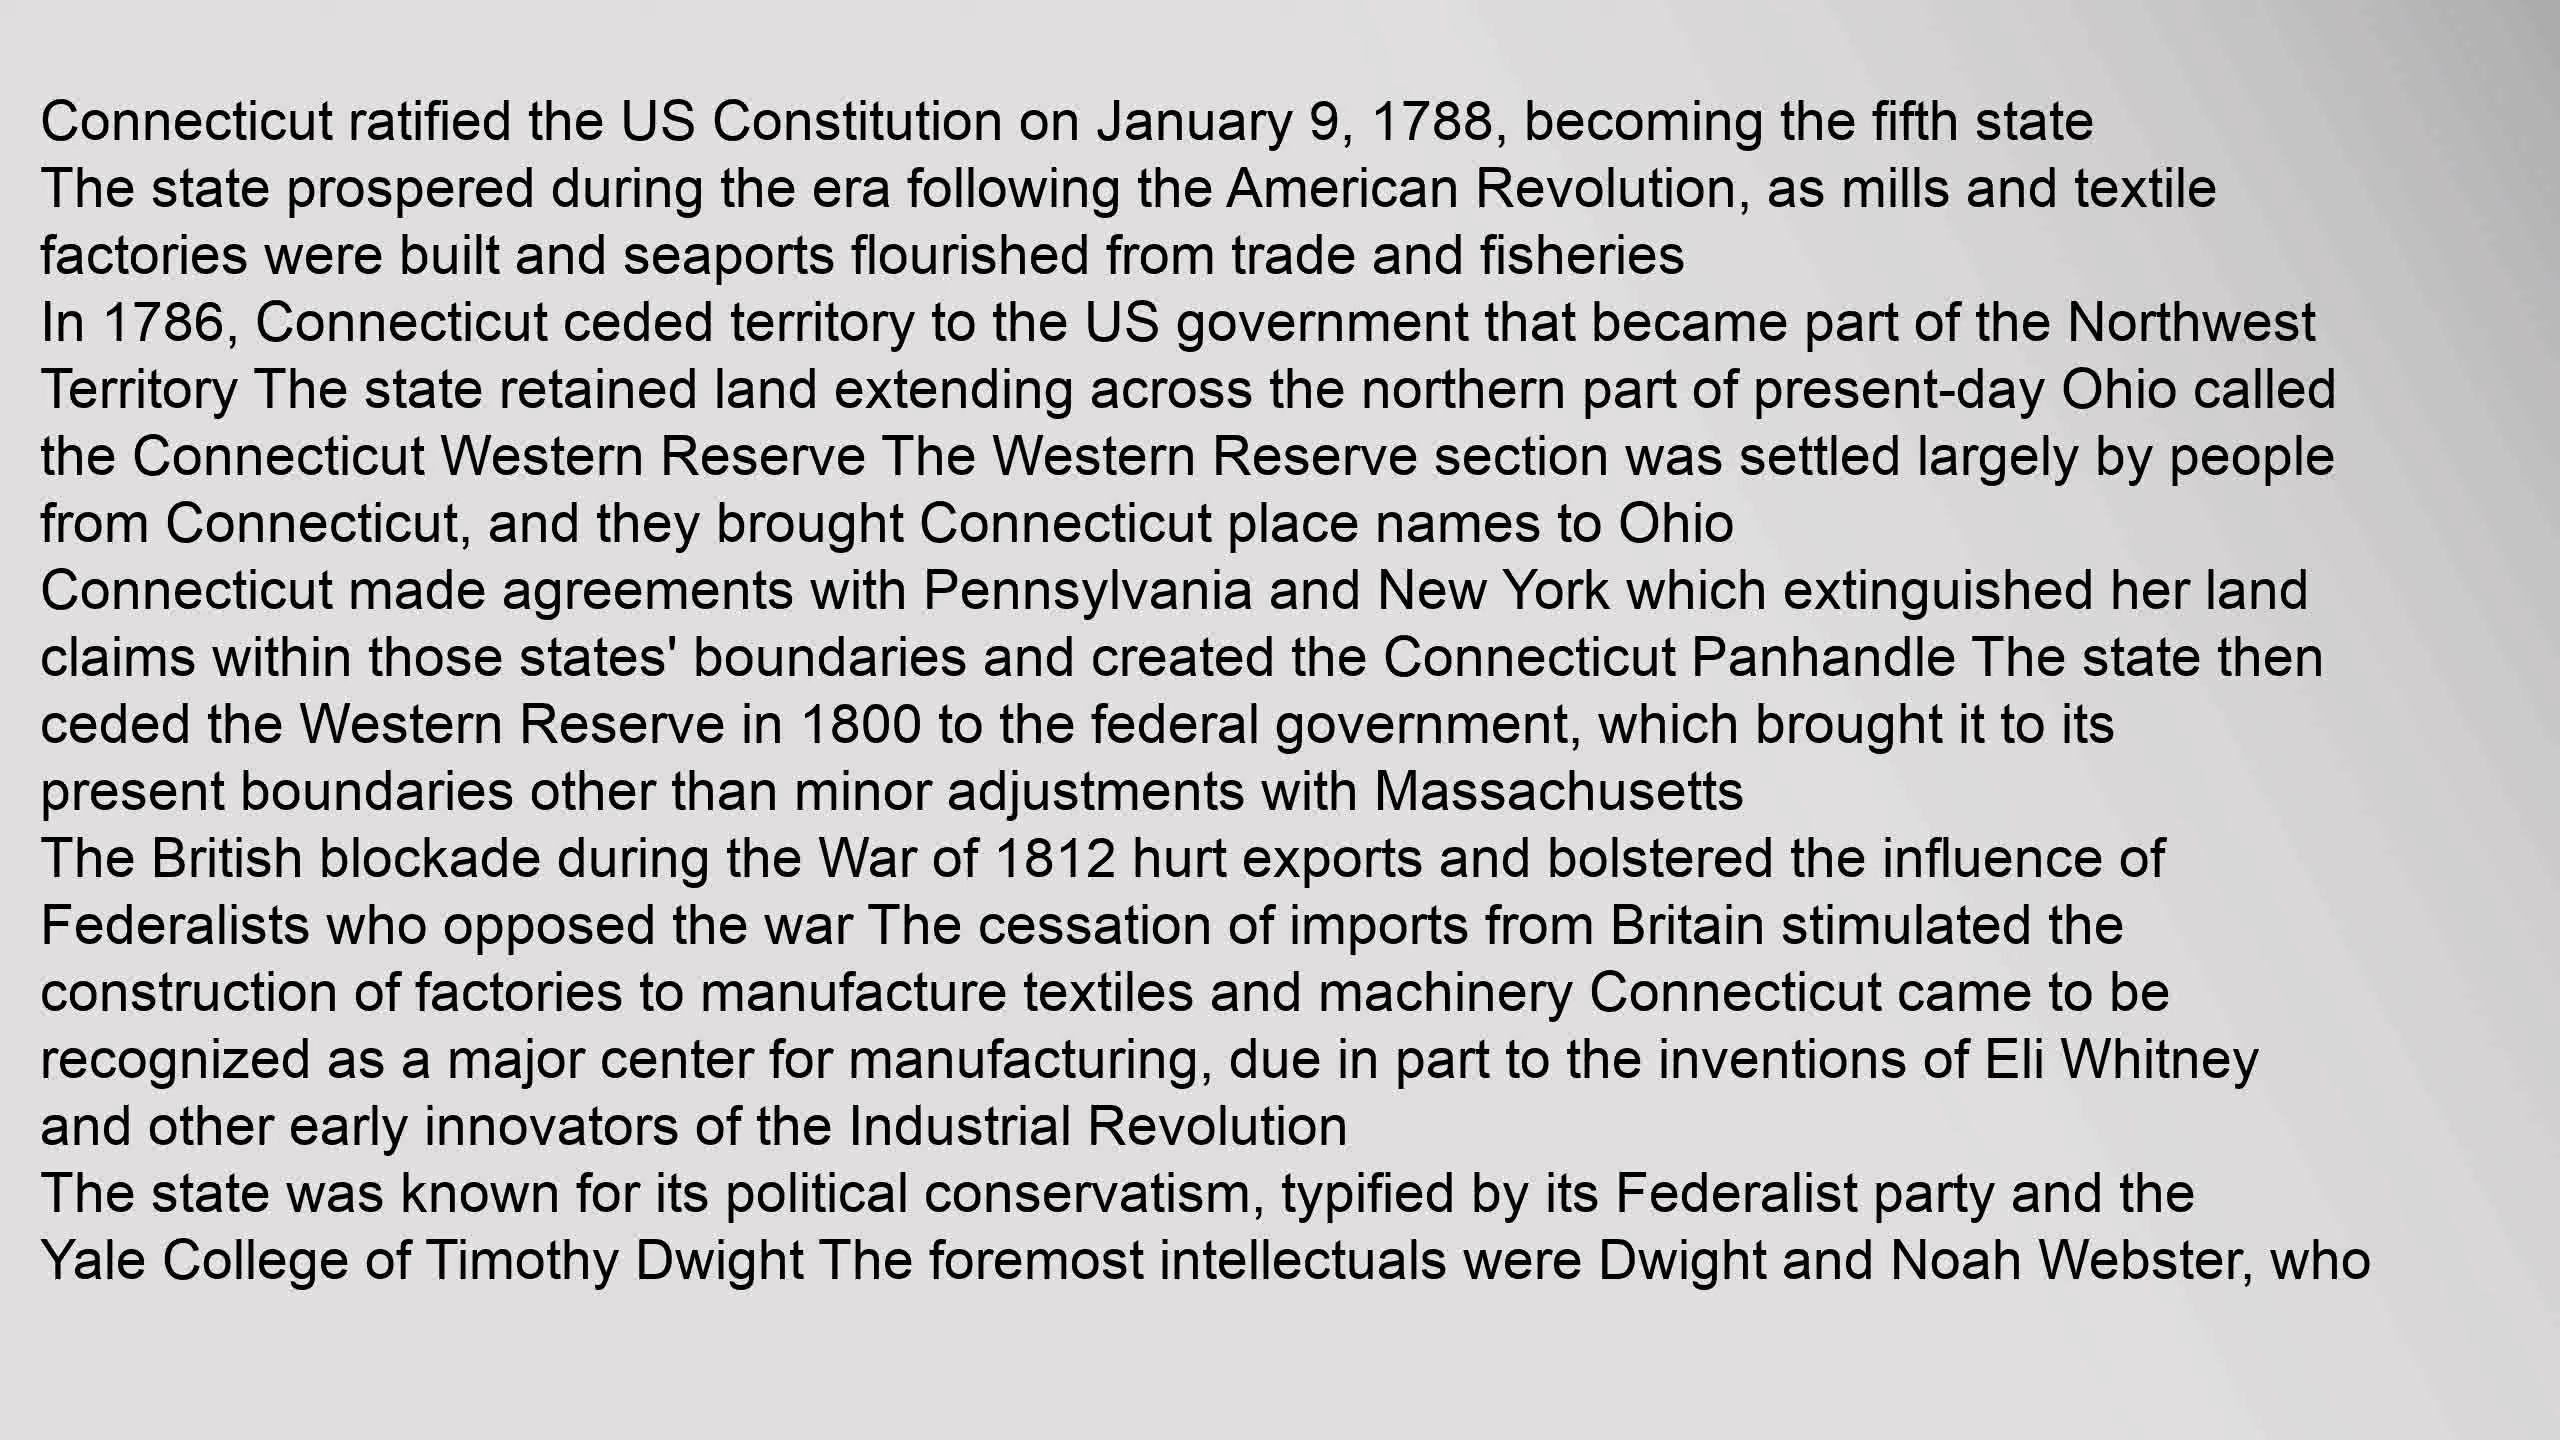 Connecticut ratified the US Constitution on January 9, 1788, becoming the fifth state
The state prospered during the era following the American Revolution, as mills and textile
factories were built and seaports flourished from trade and fisheries
In 1786, Connecticut ceded territory to the US government that became part of the Northwest
Territory The state retained land extending across the northern part of present-day Ohio called
the Connecticut Western Reserve The Western Reserve section was settled largely by people
from Connecticut, and they brought Connecticut place names to Ohio
Connecticut made agreements with Pennsylvania and New York which extinguished her land
claims within those states' boundaries and created the Connecticut Panhandle The state then
ceded the Western Reserve in 1800 to the federal government, which brought it to its
present boundaries other than minor adjustments with Massachusetts
The British blockade during the War of 1812 hurt exports and bolstered the influence of
Federalists who opposed the war The cessation of imports from Britain stimulated the
construction of factories to manufacture textiles and machinery Connecticut came to be
recognized as a major center for manufacturing, due in part to the inventions of Eli Whitney
and other early innovators of the Industrial Revolution
The state was known for its political conservatism, typified by its Federalist party and the
Yale College of Timothy Dwight The foremost intellectuals were Dwight and Noah Webster, who